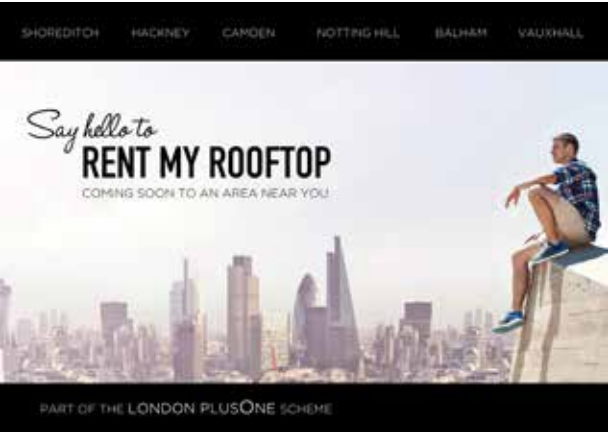 SHOREDITCH HACKNEY CAMDEN NOTTING HILL BALHAM VAUXHALL
Say hello to
RENT MY ROOFTOP
COMING SOON TO AN AREA NEAR YOU
PART OF THE LONDON PLUSONE SCHEME